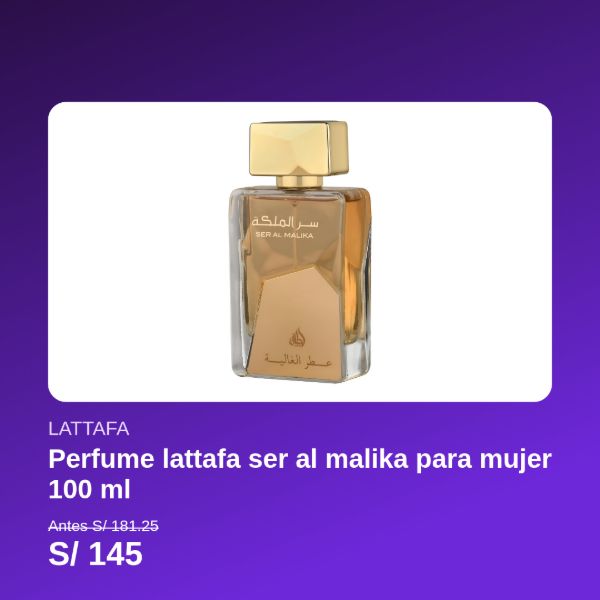 سر الملكة
SER AL MALIKA
عطر الغالية
LATTAFA
Perfume lattafa ser al malika para mujer
100 ml
Antes S/ 181.25
S/ 145